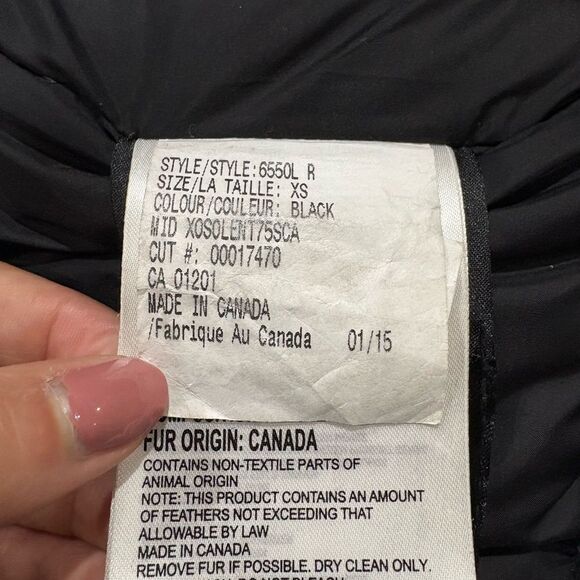 STYLE/STYLE: 6550L R
SIZE/LA TAILLE: XS
COLOUR/COULEUR: BLACK
MID XOSOLENT75SCA
CUT #: 00017470
CA 01201
MADE IN CANADA
/Fabrique Au Canada 01/15
FUR ORIGIN: CANADA
CONTAINS NON-TEXTILE PARTS OF
ANIMAL ORIGIN
NOTE: THIS PRODUCT CONTAINS AN AMOUNT
OF FEATHERS NOT EXCEEDING THAT
ALLOWABLE BY LAW
MADE IN CANADA
REMOVE FUR IF POSSIBLE. DRY CLEAN ONLY.